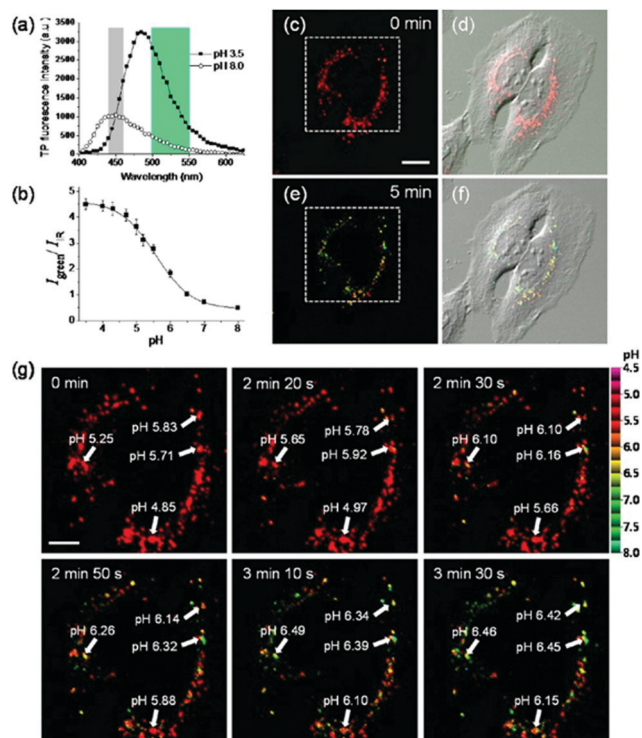 (a)
TP fluorescence intensity (a.u.)
3500
3000
2500
2000
1500
1000
500
0
pH 3.5
pH 8.0
400 450 500 550 600
Wavelength (nm)
(b)
Igreen/ IIR
5
4
3
2
1
0
4 5 6 7 8
pH
(c)
0 min
(d)
(e)
5 min
(f)
(g)
0 min
pH 5.83
pH 5.25
pH 5.71
pH 4.85
2 min 20 s
pH 5.78
pH 5.65
pH 5.92
pH 4.97
2 min 30 s
pH 6.10
pH 6.10
pH 6.16
pH 5.66
pH
4.5
5.0
5.5
6.0
6.5
7.0
7.5
8.0
2 min 50 s
pH 6.14
pH 6.26
pH 6.32
pH 5.88
3 min 10 s
pH 6.34
pH 6.49
pH 6.39
pH 6.10
3 min 30 s
pH 6.42
pH 6.46
pH 6.45
pH 6.15